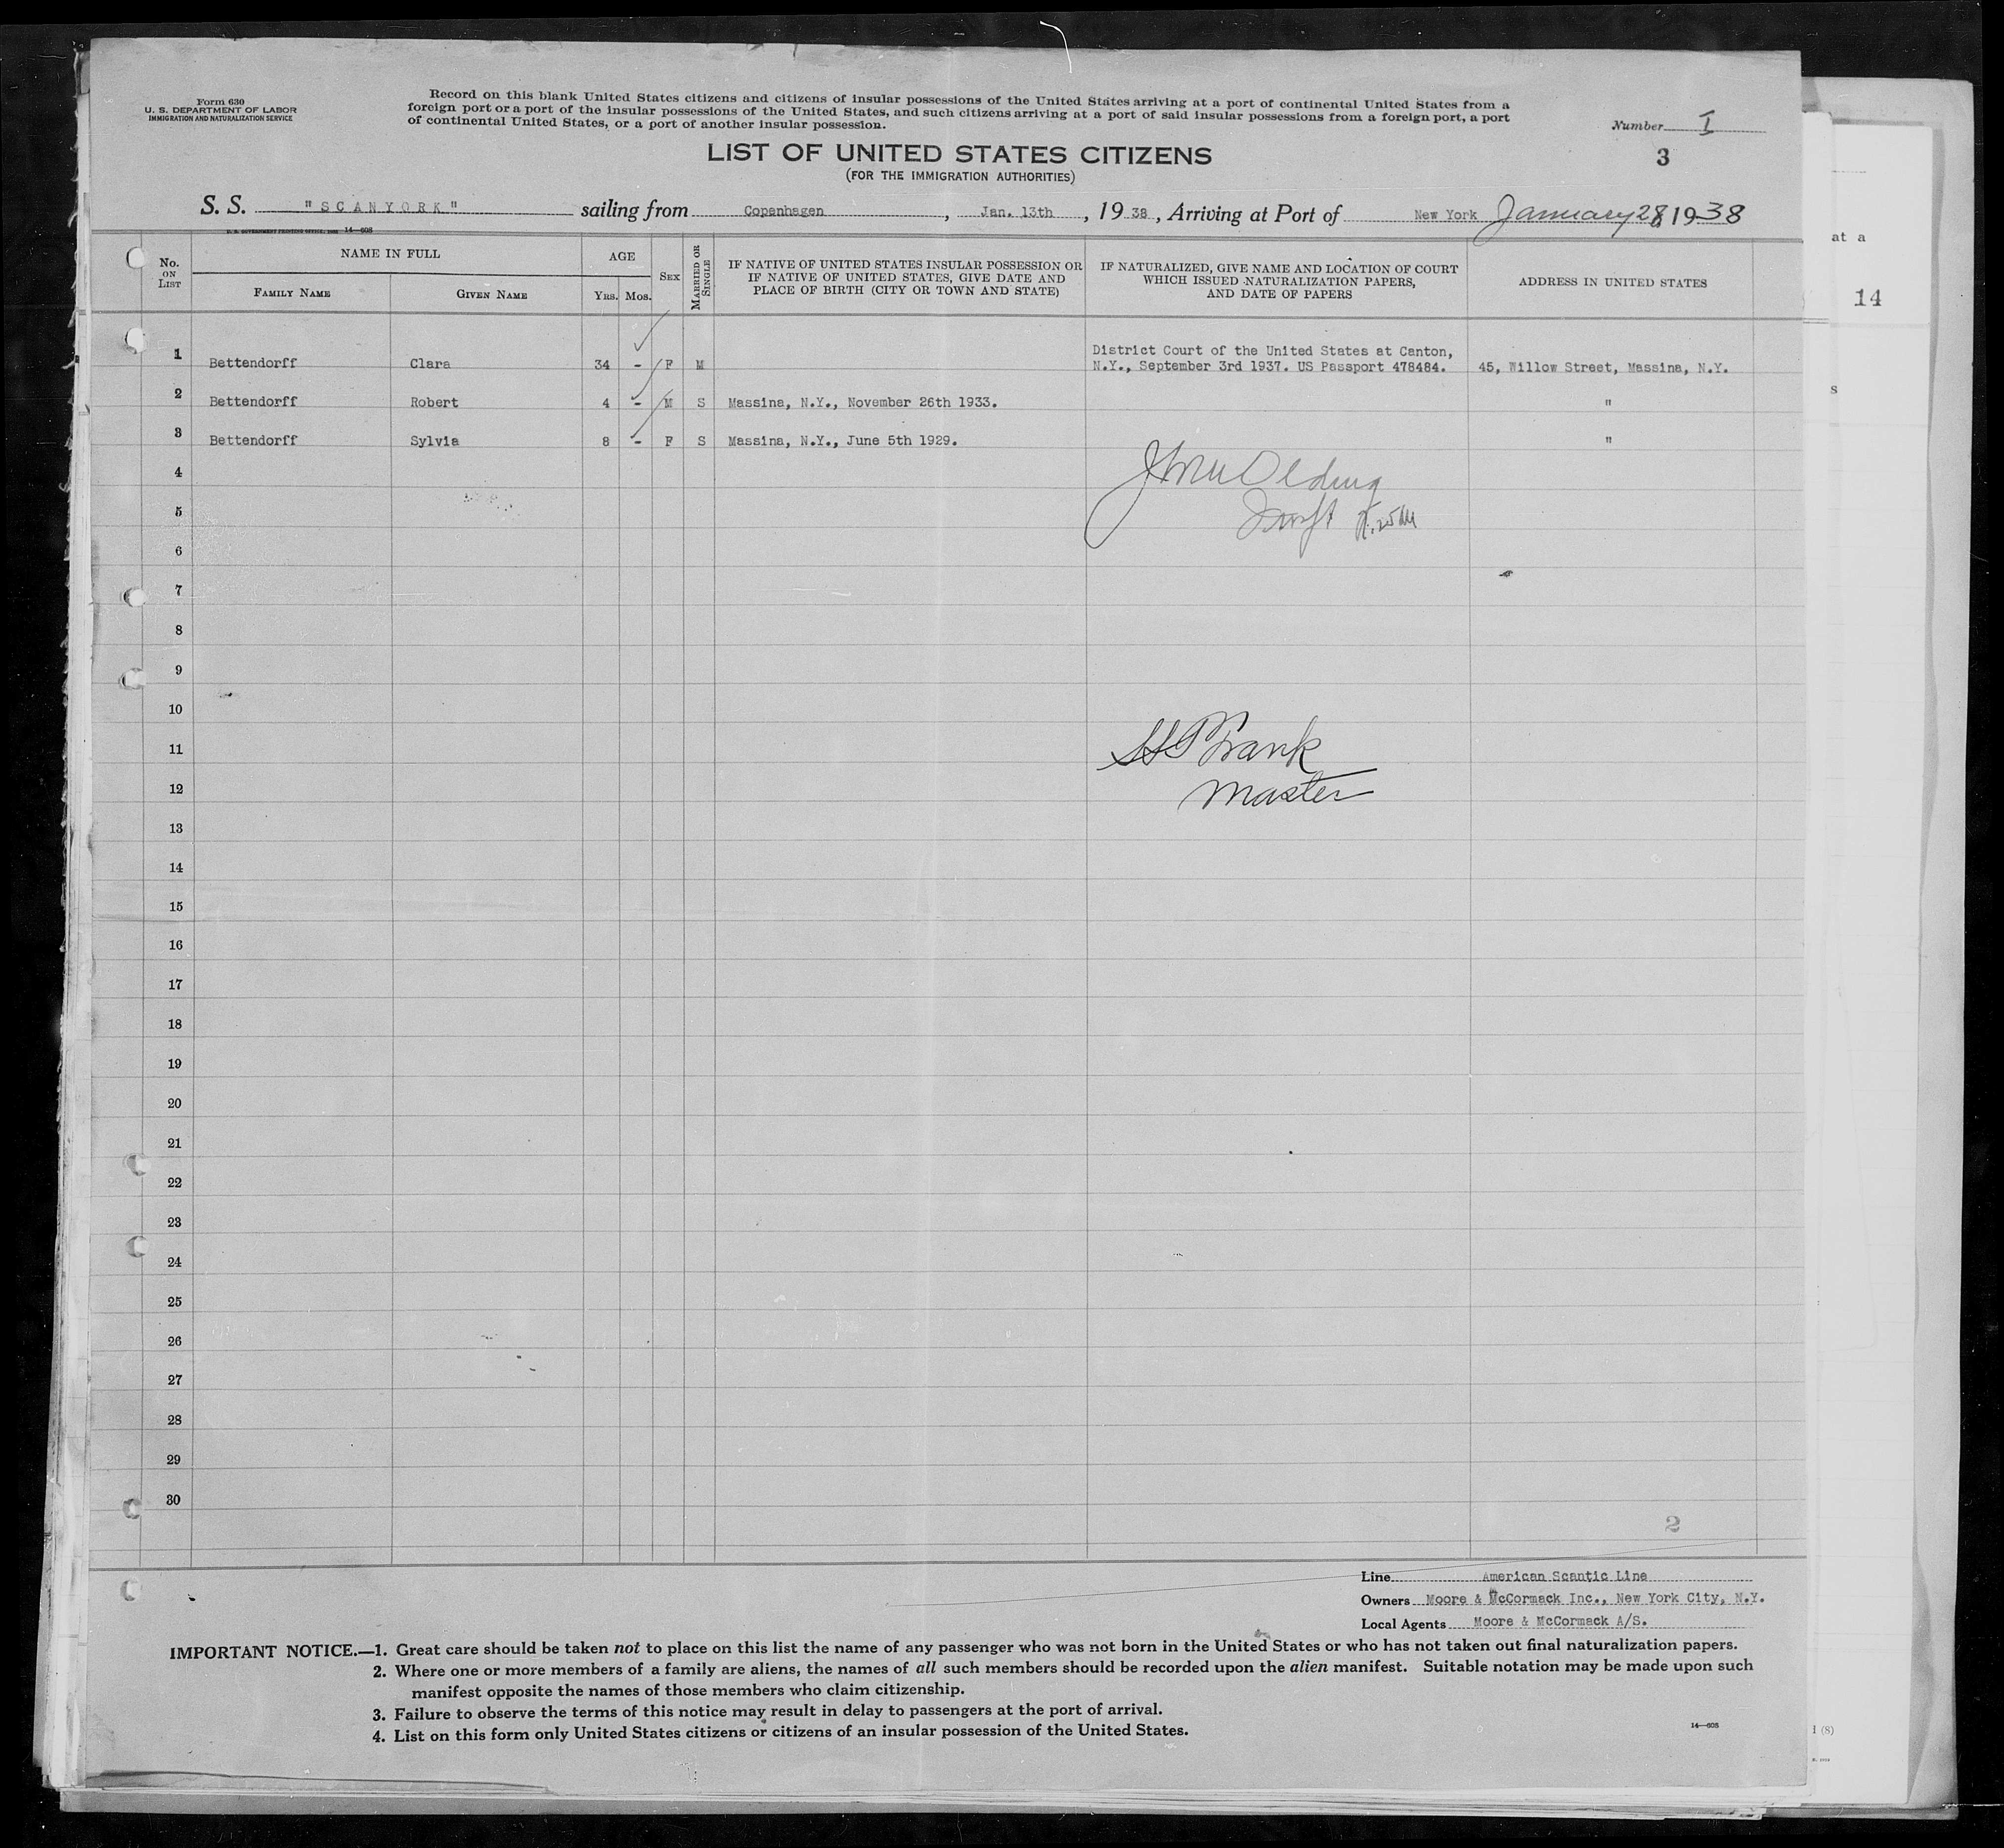 Form 630
U. S. DEPARTMENT OF LABOR
IMMIGRATION AND NATURALIZATION SERVICE
Record on this blank United States citizens and citizens of insular possessions of the United States arriving at a port of continental United States from a
foreign port or a port of the insular possessions of the United States, and such citizens arriving at a port of said insular possessions from a foreign port, a port
of continental United States, or a port of another insular possession.
Number I
3
LIST OF UNITED STATES CITIZENS
(FOR THE IMMIGRATION AUTHORITIES)
S. S. "SCANYORK" sailing from Copenhagen, Jan. 13th, 1938, Arriving at Port of New York January 28, 1938
14—608
No. ON LIST
NAME IN FULL
FAMILY NAME
GIVEN NAME
AGE
YRS. MOS.
SEX
MARRIED OR SINGLE
IF NATIVE OF UNITED STATES INSULAR POSSESSION OR
IF NATIVE OF UNITED STATES, GIVE DATE AND
PLACE OF BIRTH (CITY OR TOWN AND STATE)
IF NATURALIZED, GIVE NAME AND LOCATION OF COURT
WHICH ISSUED NATURALIZATION PAPERS,
AND DATE OF PAPERS
ADDRESS IN UNITED STATES
District Court of the United States at Canton,
1 Bettendorff Clara 34 - F M N.Y., September 3rd 1937. US Passport 478484. 45, Willow Street, Massina, N.Y.
2 Bettendorff Robert 4 - M S Massina, N.Y., November 26th 1933. "
3 Bettendorff Sylvia 8 - F S Massina, N.Y., June 5th 1929. "
4
5
6
7
8
9
10
11 Frank
12 Master
13
14
15
16
17
18
19
20
21
22
23
24
25
26
27
28
29
30
2
Line American Scantic Line
Owners Moore & McCormack Inc., New York City, N.Y.
Local Agents Moore & McCormack A/S.
IMPORTANT NOTICE.—1. Great care should be taken not to place on this list the name of any passenger who was not born in the United States or who has not taken out final naturalization papers.
2. Where one or more members of a family are aliens, the names of all such members should be recorded upon the alien manifest. Suitable notation may be made upon such
manifest opposite the names of those members who claim citizenship.
3. Failure to observe the terms of this notice may result in delay to passengers at the port of arrival.
4. List on this form only United States citizens or citizens of an insular possession of the United States.
14—608
at a
14
s
(8)